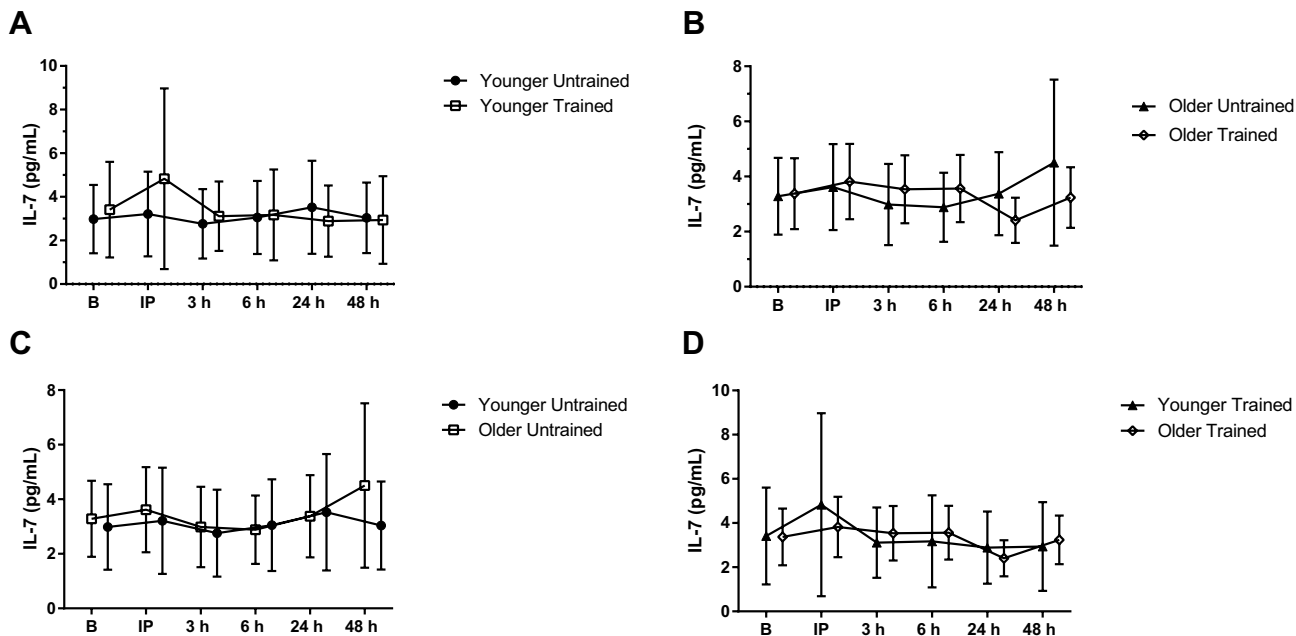 A
10
8
6
4
2
0
IL-7 (pg/mL)
B IP 3 h 6 h 24 h 48 h
Younger Untrained
Younger Trained
B
8
6
4
2
0
IL-7 (pg/mL)
B IP 3 h 6 h 24 h 48 h
Older Untrained
Older Trained
C
8
6
4
2
0
IL-7 (pg/mL)
B IP 3 h 6 h 24 h 48 h
Younger Untrained
Older Untrained
D
10
8
6
4
2
0
IL-7 (pg/mL)
B IP 3 h 6 h 24 h 48 h
Younger Trained
Older Trained